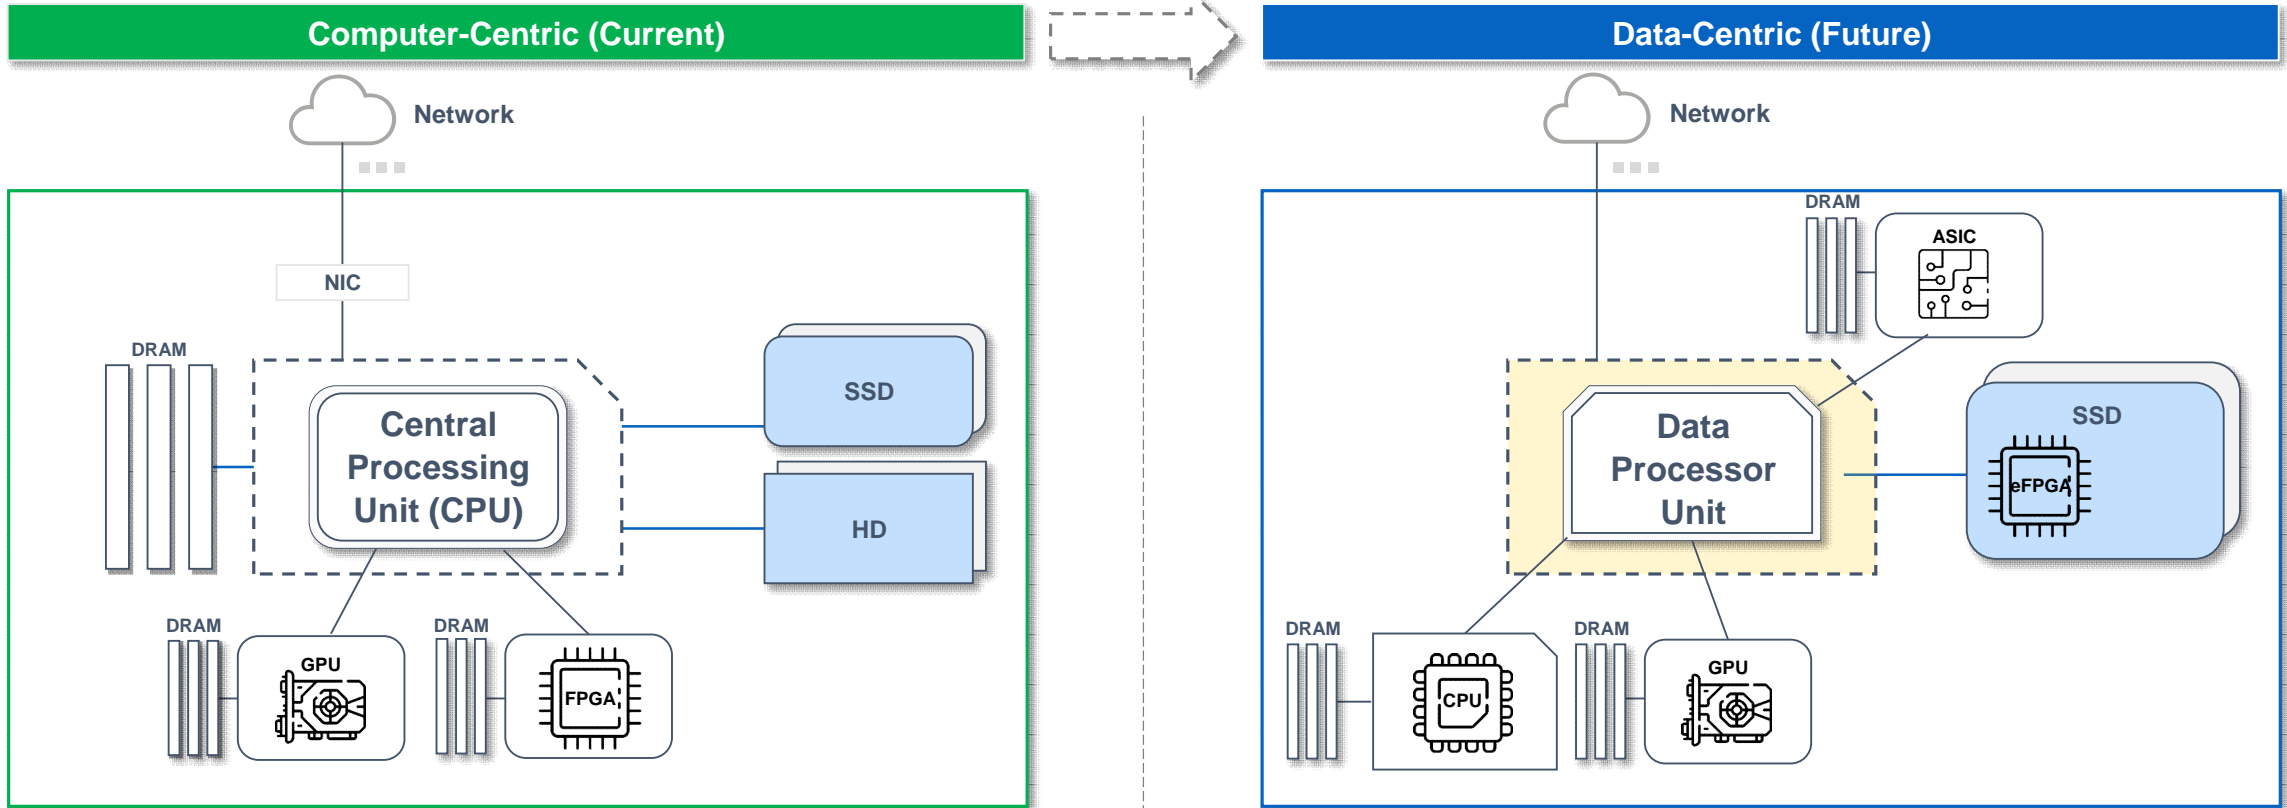 Computer-Centric (Current)
Network
NIC
DRAM
Central
Processing
Unit (CPU)
SSD
HD
DRAM
GPU
DRAM
FPGA
Data-Centric (Future)
Network
DRAM
ASIC
Data
Processor
Unit
SSD
eFPGA
DRAM
CPU
DRAM
GPU